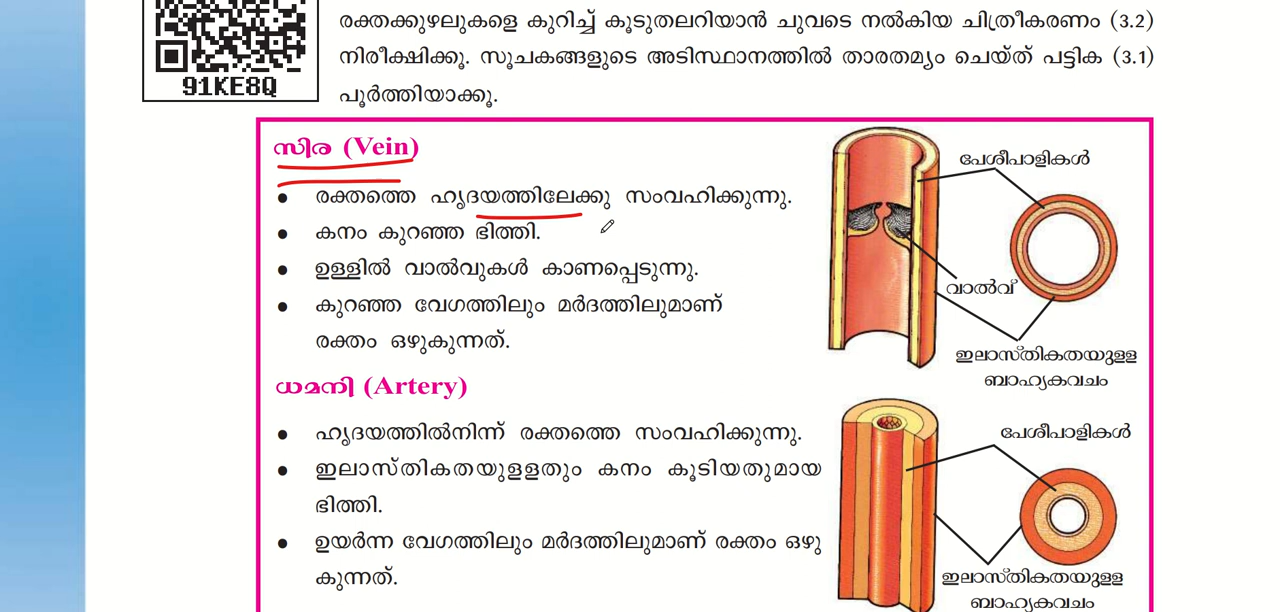 രക്തക്കുഴലുകളെ കുറിച്ച് കൂടുതലറിയാൻ ചുവടെ നൽകിയ ചിത്രീകരണം (3.2)
നിരീക്ഷിക്കൂ. സൂചകങ്ങളുടെ അടിസ്ഥാനത്തിൽ താരതമ്യം ചെയ്ത് പട്ടിക (3.1)
91KE8Q
പൂർത്തിയാക്കൂ.
സിര (Vein)
• രക്തത്തെ ഹൃദയത്തിലേക്കു സംവഹിക്കുന്നു.
• കനം കുറഞ്ഞ ഭിത്തി.
• ഉള്ളിൽ വാൽവുകൾ കാണപ്പെടുന്നു.
• കുറഞ്ഞ വേഗത്തിലും മർദത്തിലുമാണ്
രക്തം ഒഴുകുന്നത്.
പേശീപാളികൾ
വാൽവ്
ഇലാസ്തികതയുള്ള
ബാഹ്യകവചം
ധമനി (Artery)
• ഹൃദയത്തിൽനിന്ന് രക്തത്തെ സംവഹിക്കുന്നു.
• ഇലാസ്തികതയുളളതും കനം കൂടിയതുമായ
ഭിത്തി.
• ഉയർന്ന വേഗത്തിലും മർദത്തിലുമാണ് രക്തം ഒഴു
കുന്നത്.
പേശീപാളികൾ
ഇലാസ്തികതയുള്ള
ബാഹ്യകവചം